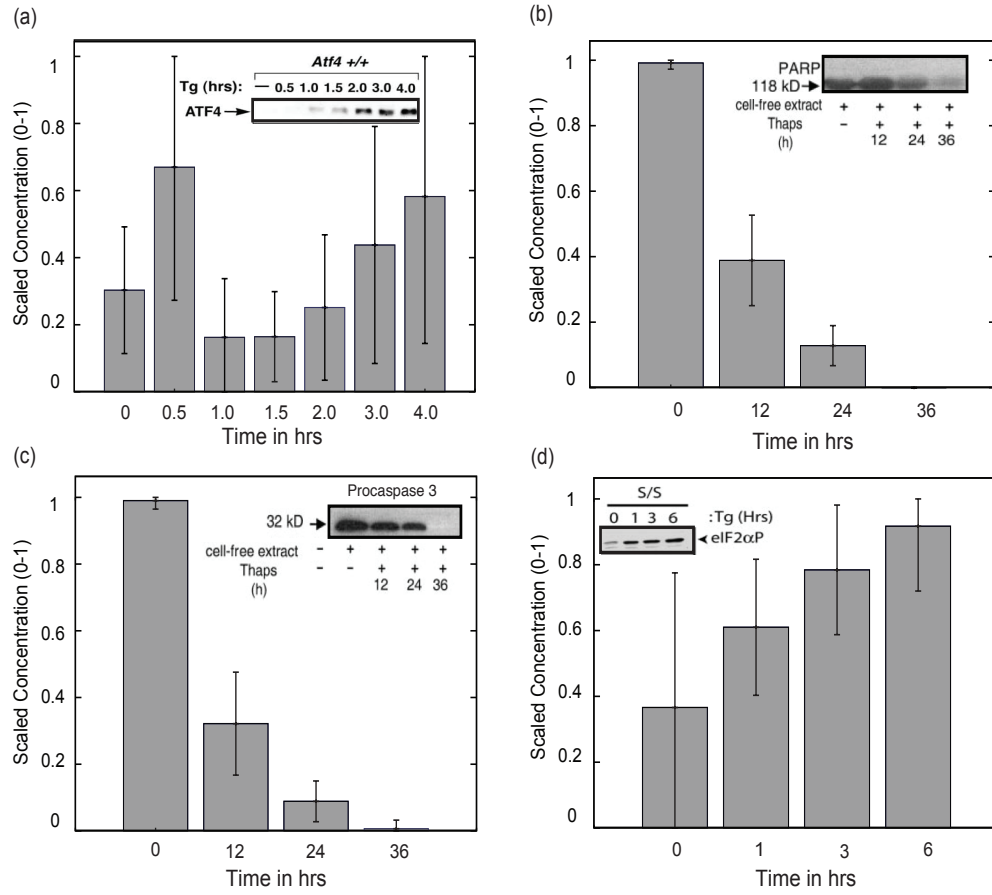 (a)
Scaled Concentration (0-1)
1
0.8
0.6
0.4
0.2
0
Atf4 +/+
Tg (hrs): — 0.5 1.0 1.5 2.0 3.0 4.0
ATF4
0 0.5 1.0 1.5 2.0 3.0 4.0
Time in hrs
(b)
Scaled Concentration (0-1)
1
0.8
0.6
0.4
0.2
0
PARP
118 kD
cell-free extract + + + +
Thaps − + + +
(h) 12 24 36
0 12 24 36
Time in hrs
(c)
Scaled Concentration (0-1)
1
0.8
0.6
0.4
0.2
0
Procaspase 3
32 kD
cell-free extract − + + + +
Thaps − − + + +
(h) 12 24 36
0 12 24 36
Time in hrs
(d)
Scaled Concentration (0-1)
1
0.8
0.6
0.4
0.2
0
S/S
0 1 3 6 :Tg (Hrs)
eIF2αP
0 1 3 6
Time in hrs